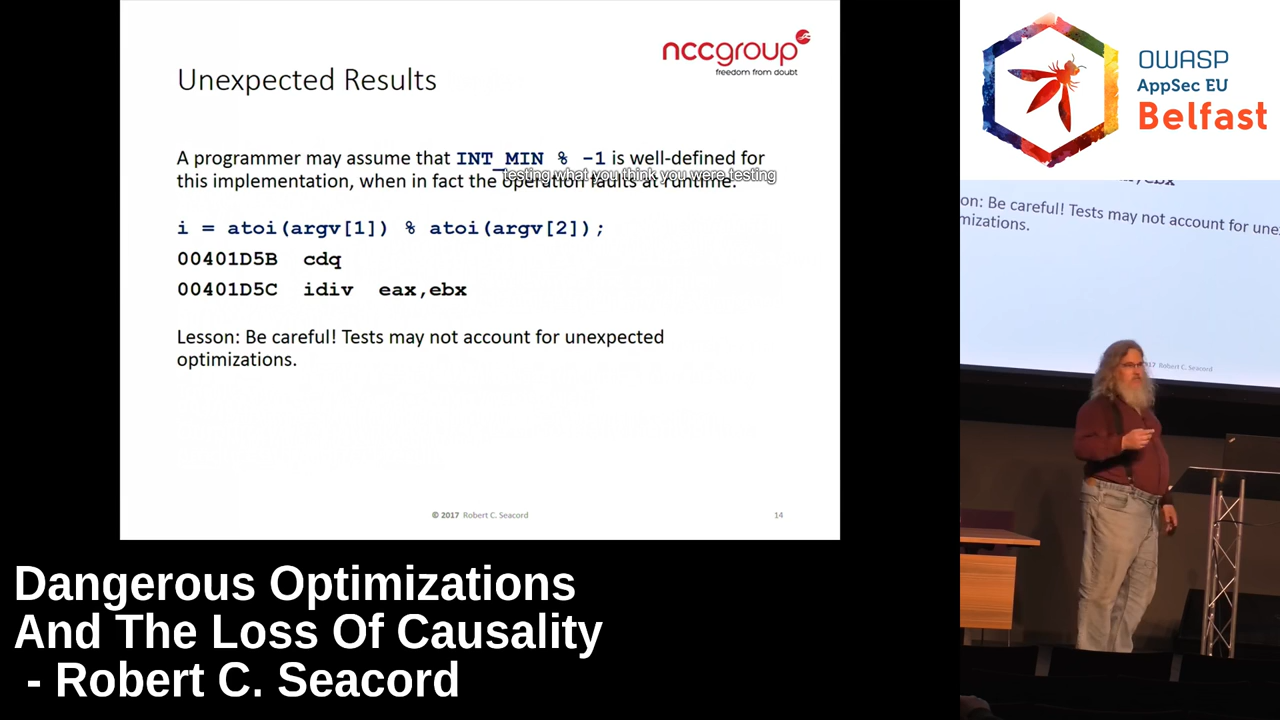 nccgroup
freedom from doubt
Unexpected Results
A programmer may assume that INT_MIN % -1 is well-defined for
this implementation, when in fact the operation faults at runtime.
testing what you think you were testing
i = atoi(argv[1]) % atoi(argv[2]);
00401D5B cdq
00401D5C idiv eax,ebx
Lesson: Be careful! Tests may not account for unexpected
optimizations.
© 2017 Robert C. Seacord
14
OWASP
AppSec EU
Belfast
on: Be careful! Tests may not account for une
mizations.
Robert C. Seacord
Dangerous Optimizations
And The Loss Of Causality
- Robert C. Seacord